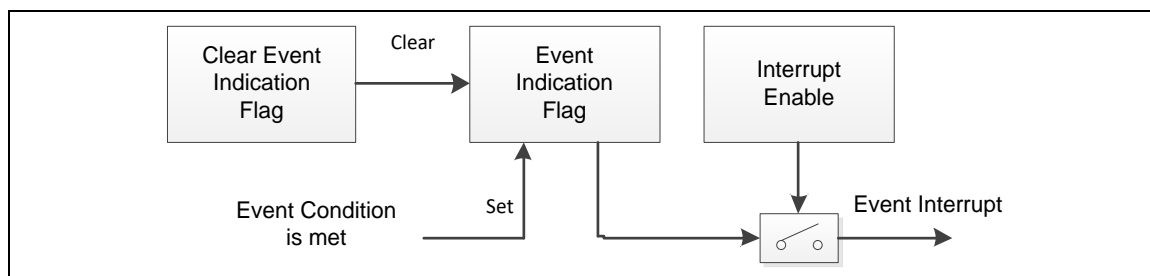 Clear Event
Indication
Flag
Clear
Event
Indication
Flag
Interrupt
Enable
Event Condition
is met
Set
Event Interrupt